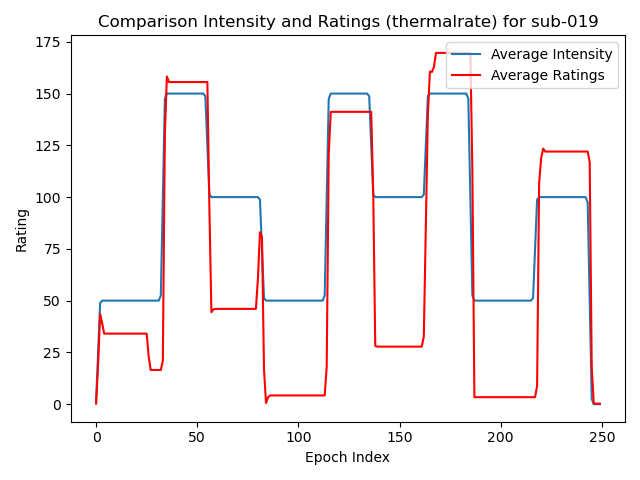 Comparison Intensity and Ratings (thermalrate) for sub-019
Average Intensity
Average Ratings
175
150
125
100
75
50
25
0
Rating
0 50 100 150 200 250
Epoch Index